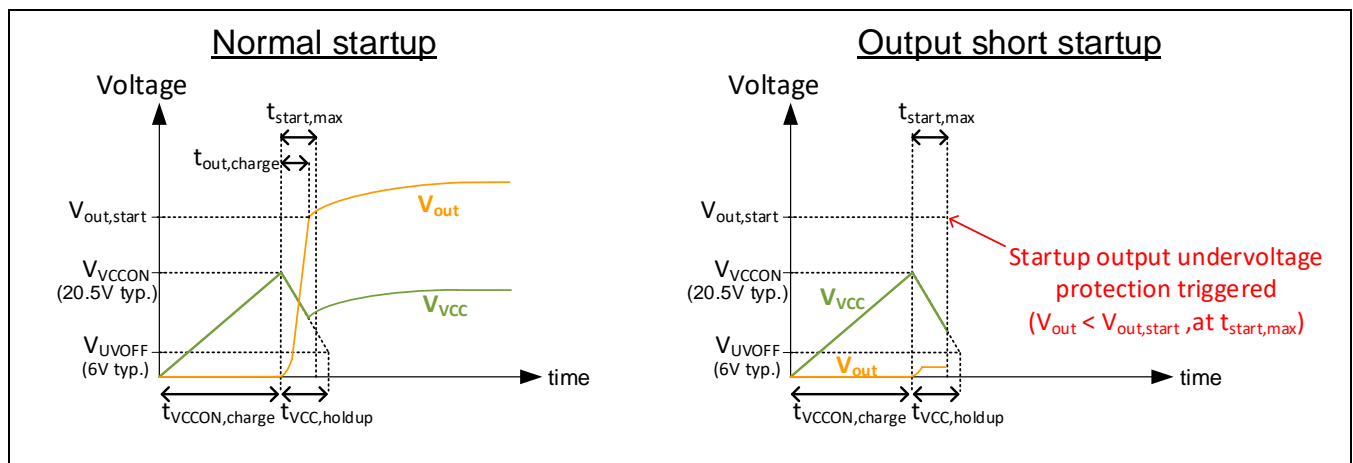 Normal startup
Voltage
tstart,max
tout,charge
Vout,start
Vout
VVCCON
(20.5V typ.)
VVCC
VUVOFF
(6V typ.)
time
tVCCON,charge tVCC,holdup
Output short startup
Voltage
tstart,max
Vout,start
Startup output undervoltage
protection triggered
(Vout < Vout,start ,at tstart,max)
VVCCON
(20.5V typ.)
VVCC
VUVOFF
(6V typ.)
Vout
time
tVCCON,charge tVCC,holdup